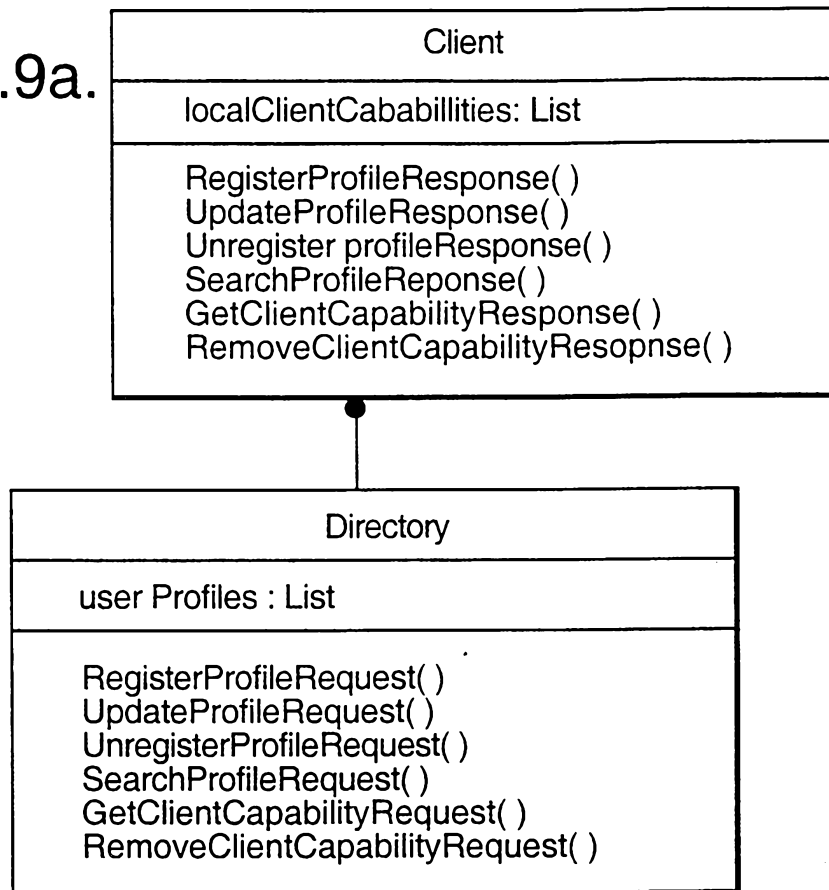 .9a.
Client
localClientCababillities: List
RegisterProfileResponse( )
UpdateProfileResponse( )
Unregister profileResponse( )
SearchProfileReponse( )
GetClientCapabilityResponse( )
RemoveClientCapabilityResopnse( )
Directory
user Profiles : List
RegisterProfileRequest( )
UpdateProfileRequest( )
UnregisterProfileRequest( )
SearchProfileRequest( )
GetClientCapabilityRequest( )
RemoveClientCapabilityRequest( )